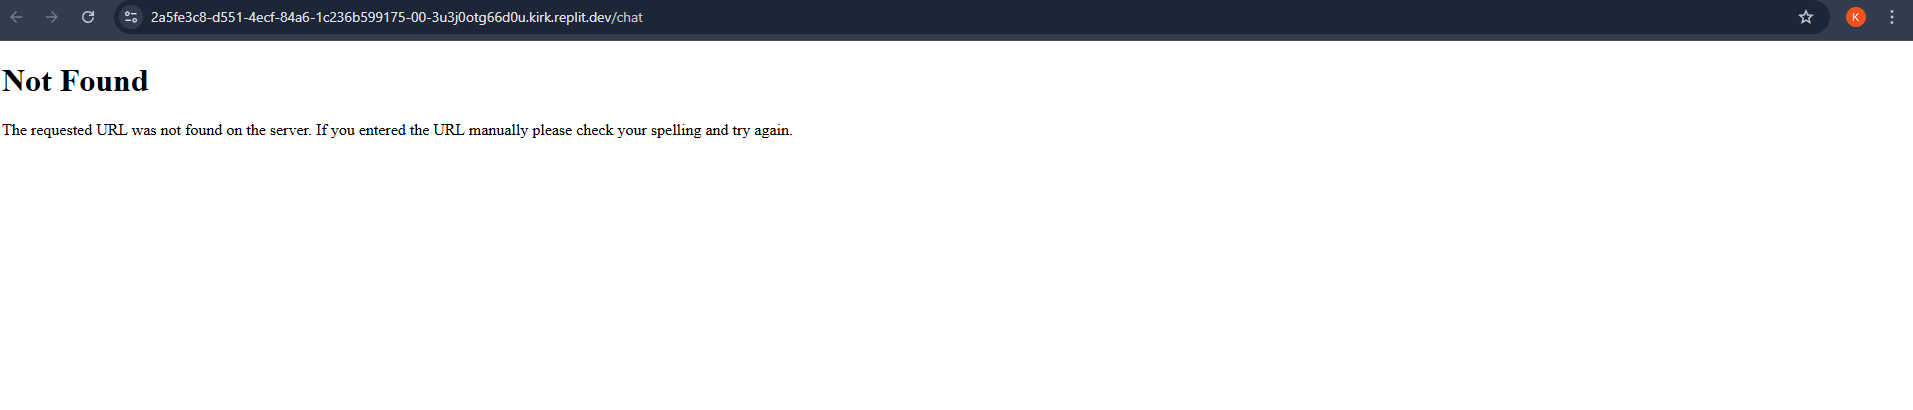 2a5fe3c8-d551-4ecf-84a6-1c236b599175-00-3u3j0otg66d0u.kirk.replit.dev/chat
K
Not Found
The requested URL was not found on the server. If you entered the URL manually please check your spelling and try again.